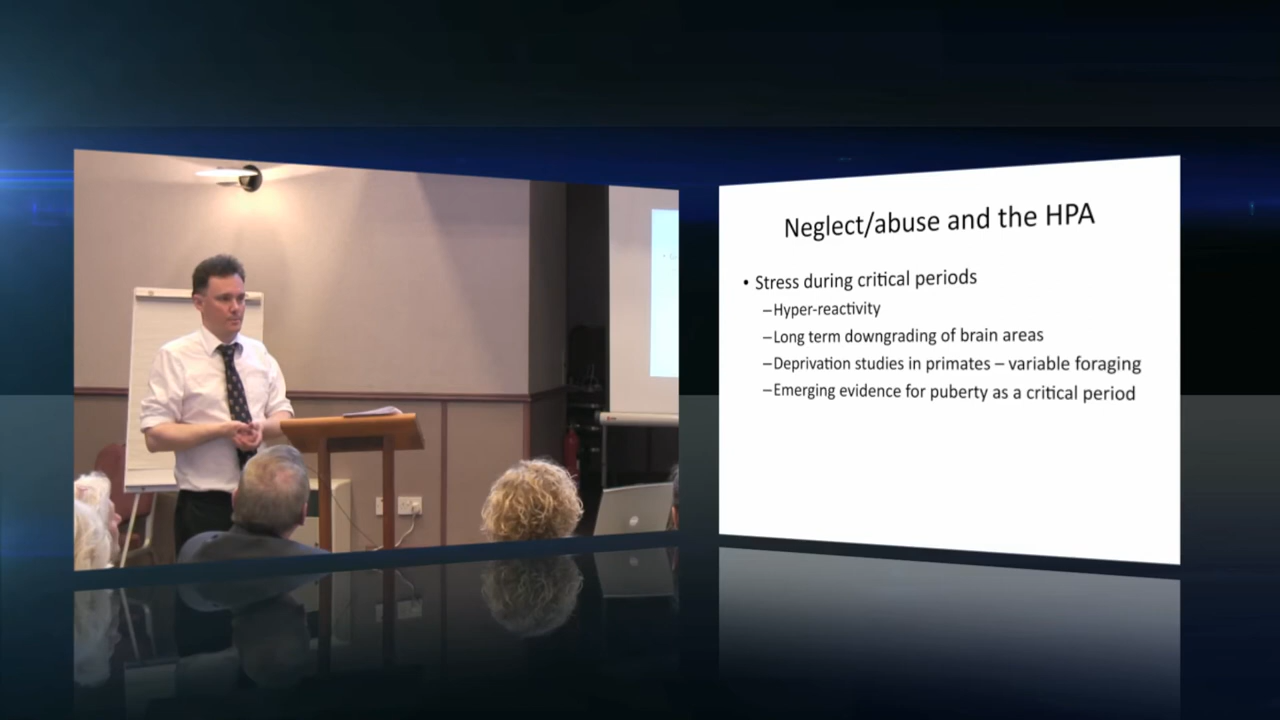 Neglect/abuse and the HPA
• Stress during critical periods
–Hyper-reactivity
–Long term downgrading of brain areas
–Deprivation studies in primates – variable foraging
–Emerging evidence for puberty as a critical period